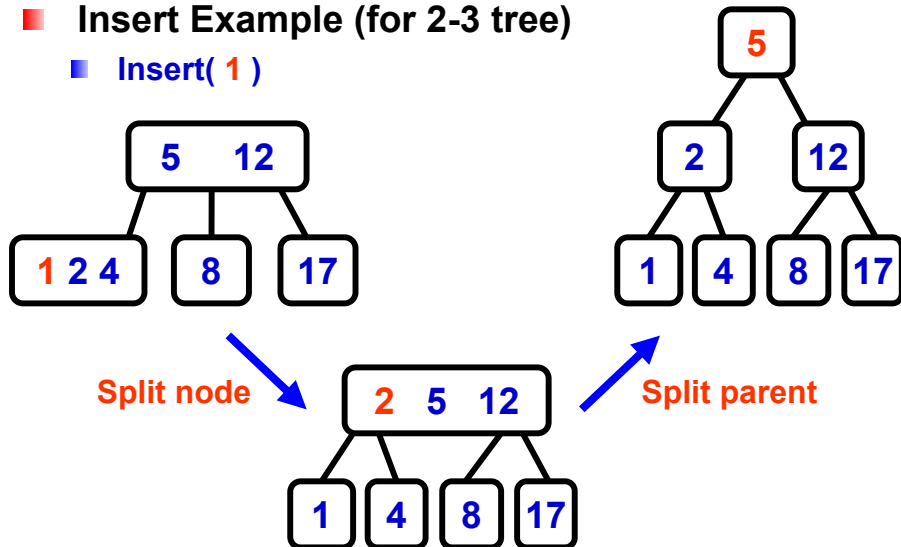 Insert Example (for 2-3 tree)
Insert( 1 )
5 12
1 2 4
8
17
Split node
2 5 12
1
4
8
17
Split parent
5
2
12
1
4
8
17